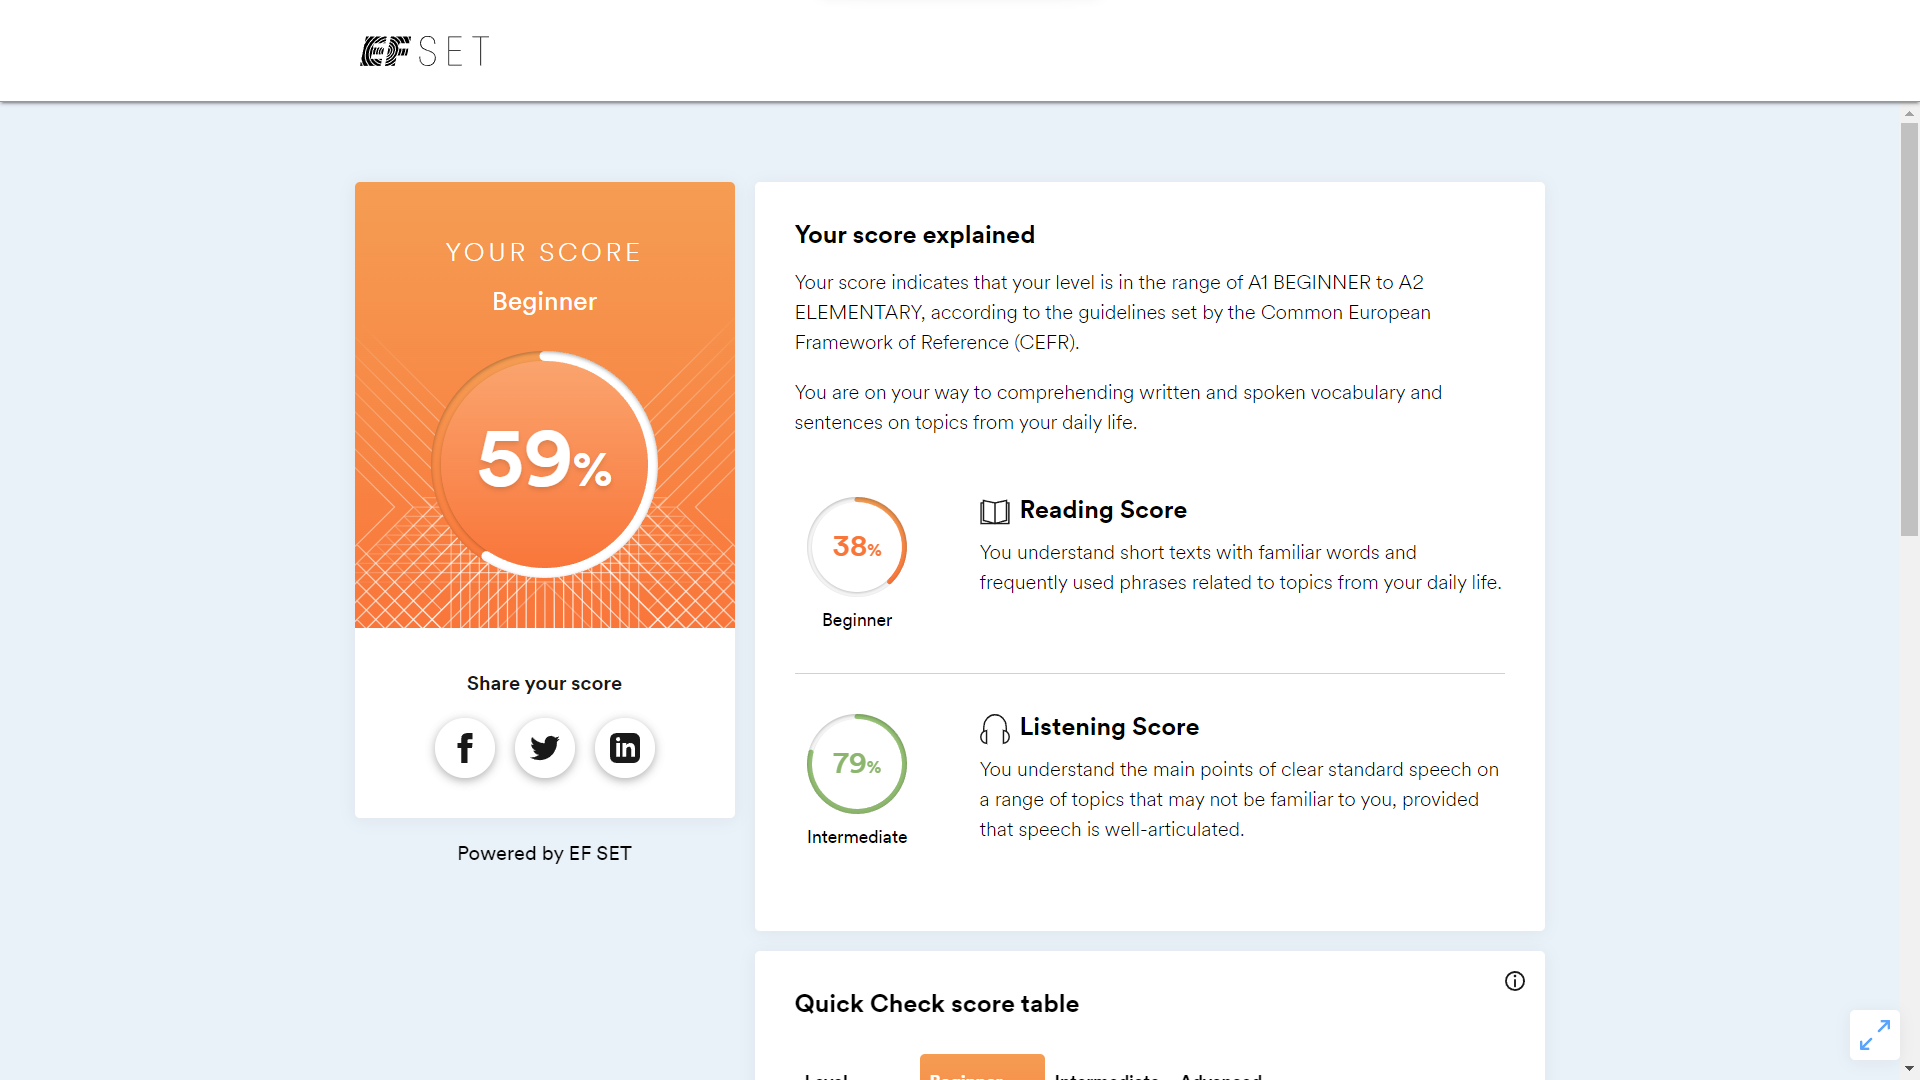 EF SET
YOUR SCORE
Beginner
59%
Share your score
Powered by EF SET
Your score explained
Your score indicates that your level is in the range of A1 BEGINNER to A2
ELEMENTARY, according to the guidelines set by the Common European
Framework of Reference (CEFR).
You are on your way to comprehending written and spoken vocabulary and
sentences on topics from your daily life.
38%
Beginner
Reading Score
You understand short texts with familiar words and
frequently used phrases related to topics from your daily life.
79%
Intermediate
Listening Score
You understand the main points of clear standard speech on
a range of topics that may not be familiar to you, provided
that speech is well-articulated.
Quick Check score table
Level Beginner Intermediate Advanced